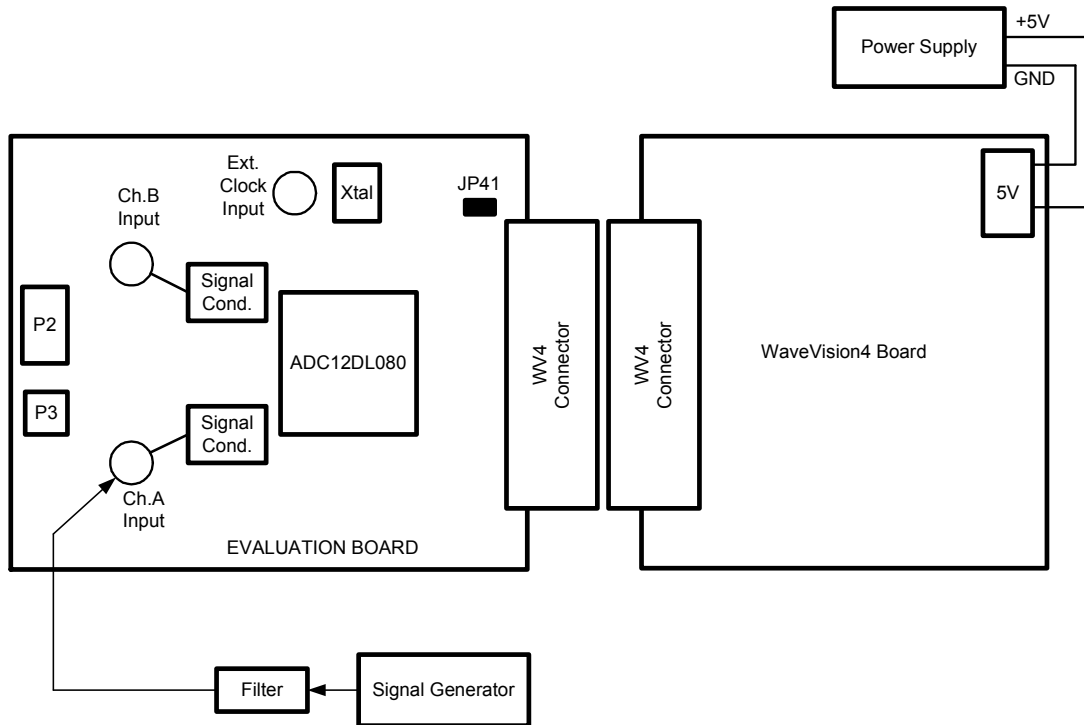 +5V
Power Supply
GND
Ext.
Clock
Input
Xtal
JP41
Ch.B
Input
5V
Signal
Cond.
P2
ADC12DL080
WV4
Connector
WV4
Connector
WaveVision4 Board
P3
Signal
Cond.
Ch.A
Input
EVALUATION BOARD
Filter
Signal Generator